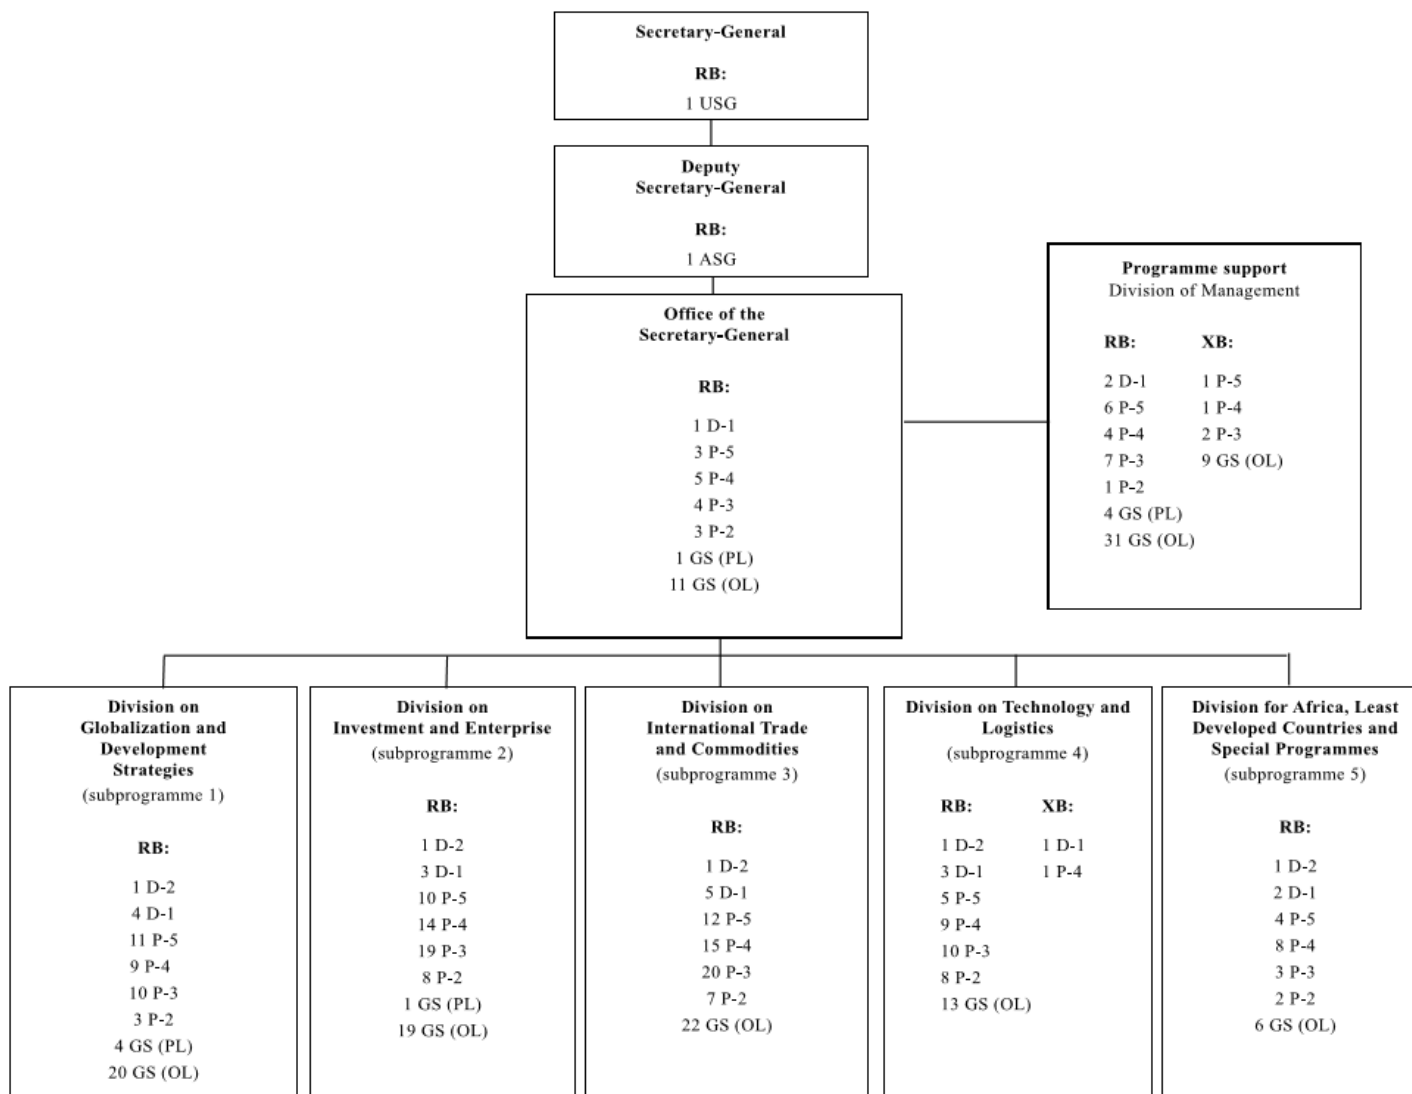 Secretary-General
RB:
1 USG
Deputy
Secretary-General
RB:
1 ASG
Office of the
Secretary-General
RB:
1 D-1
3 P-5
5 P-4
4 P-3
3 P-2
1 GS (PL)
11 GS (OL)
Programme support
Division of Management
RB: XB:
2 D-1 1 P-5
6 P-5 1 P-4
4 P-4 2 P-3
7 P-3 9 GS (OL)
1 P-2
4 GS (PL)
31 GS (OL)
Division on
Globalization and
Development
Strategies
(subprogramme 1)
RB:
1 D-2
4 D-1
11 P-5
9 P-4
10 P-3
3 P-2
4 GS (PL)
20 GS (OL)
Division on
Investment and Enterprise
(subprogramme 2)
RB:
1 D-2
3 D-1
10 P-5
14 P-4
19 P-3
8 P-2
1 GS (PL)
19 GS (OL)
Division on
International Trade
and Commodities
(subprogramme 3)
RB:
1 D-2
5 D-1
12 P-5
15 P-4
20 P-3
7 P-2
22 GS (OL)
Division on Technology and
Logistics
(subprogramme 4)
RB: XB:
1 D-2 1 D-1
3 D-1 1 P-4
5 P-5
9 P-4
10 P-3
8 P-2
13 GS (OL)
Division for Africa, Least
Developed Countries and
Special Programmes
(subprogramme 5)
RB:
1 D-2
2 D-1
4 P-5
8 P-4
3 P-3
2 P-2
6 GS (OL)